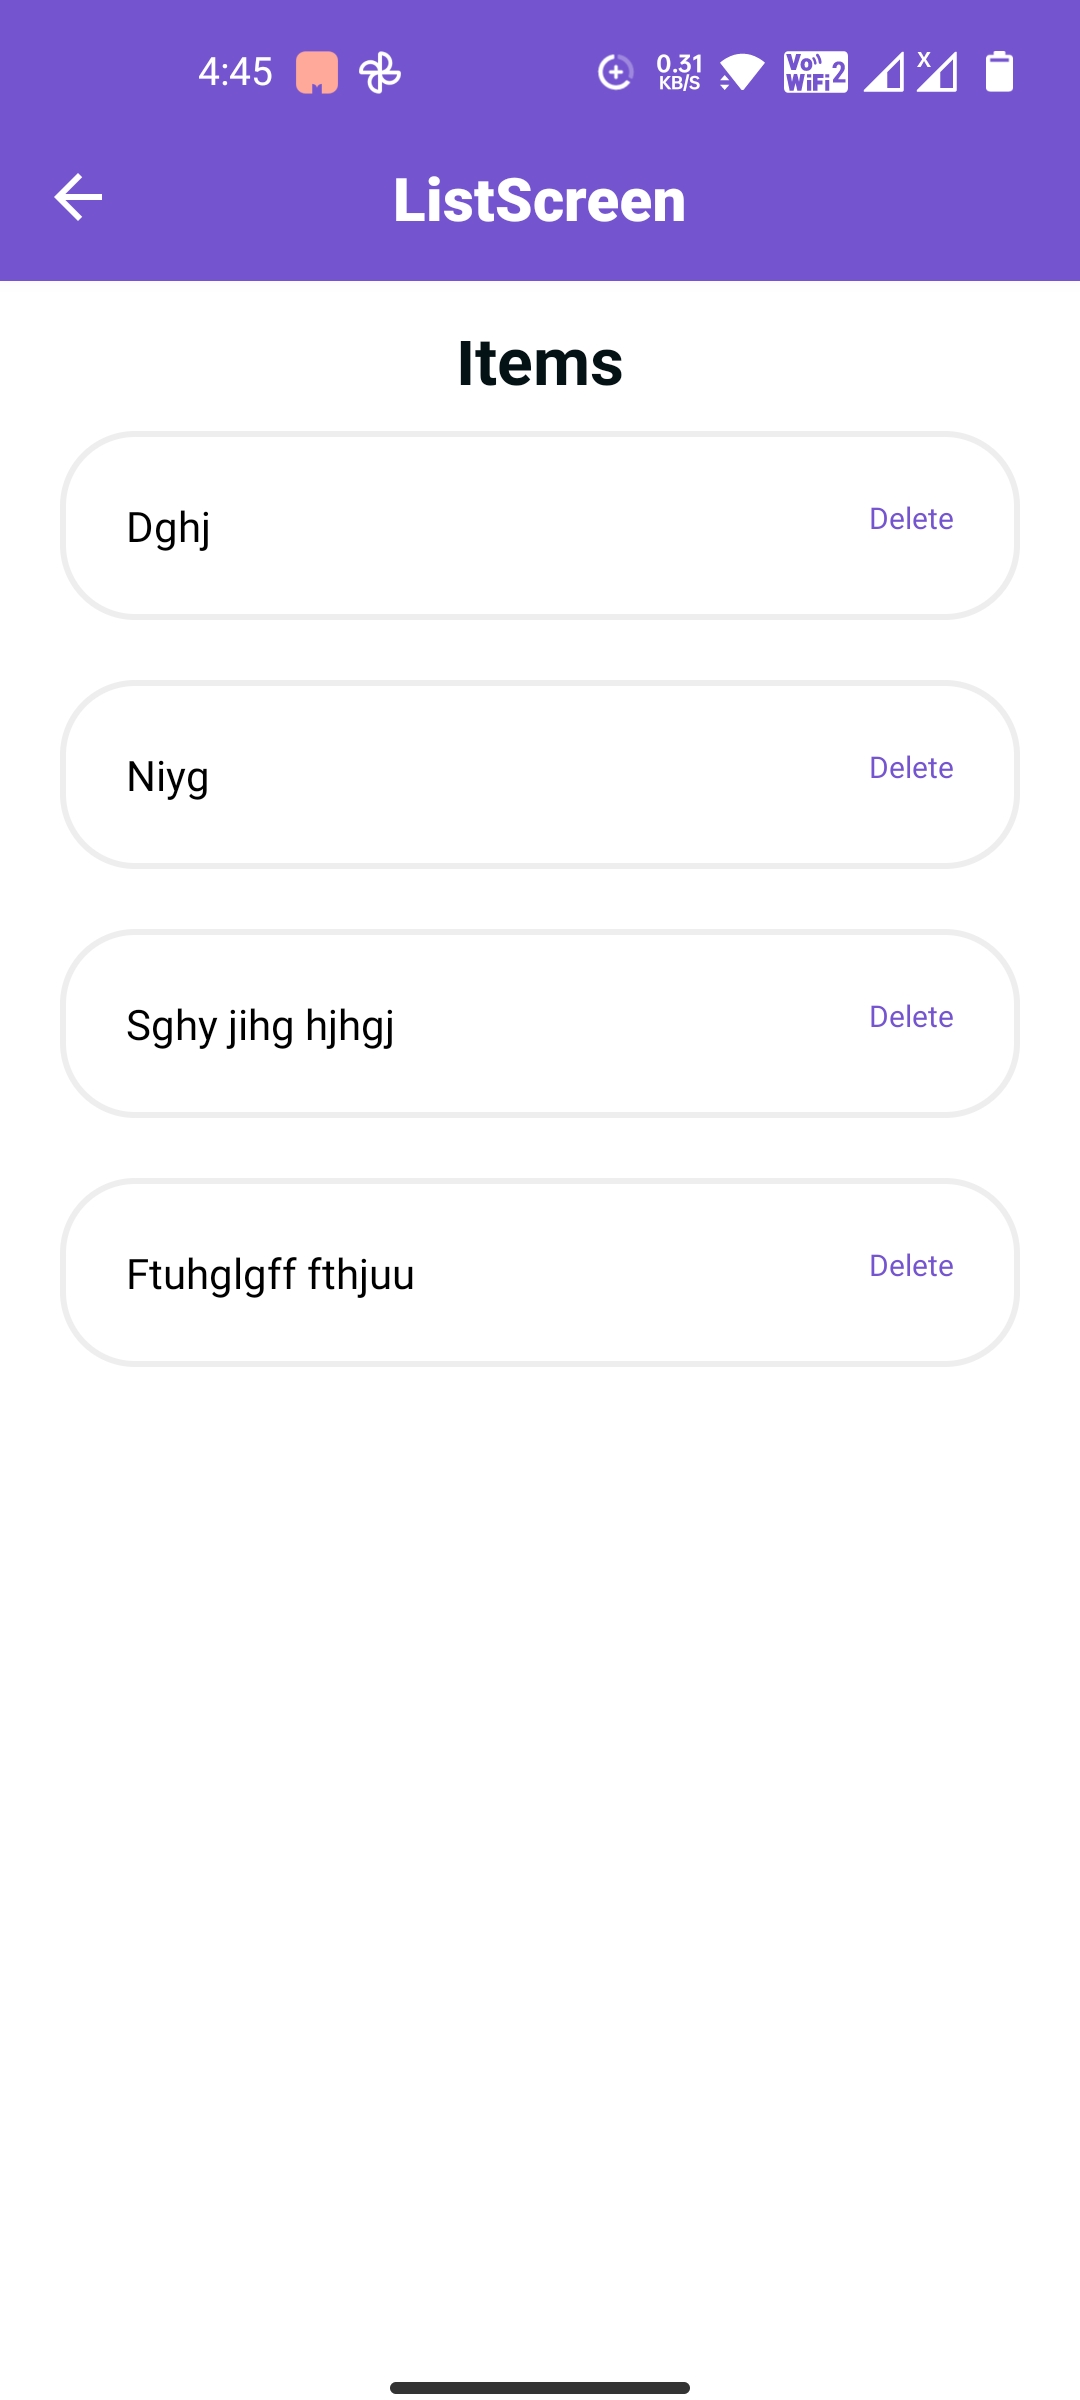 4:45 0.31 KB/S Vo WiFi 2 X
ListScreen
Items
Dghj Delete
Niyg Delete
Sghy jihg hjhgj Delete
Ftuhglgff fthjuu Delete